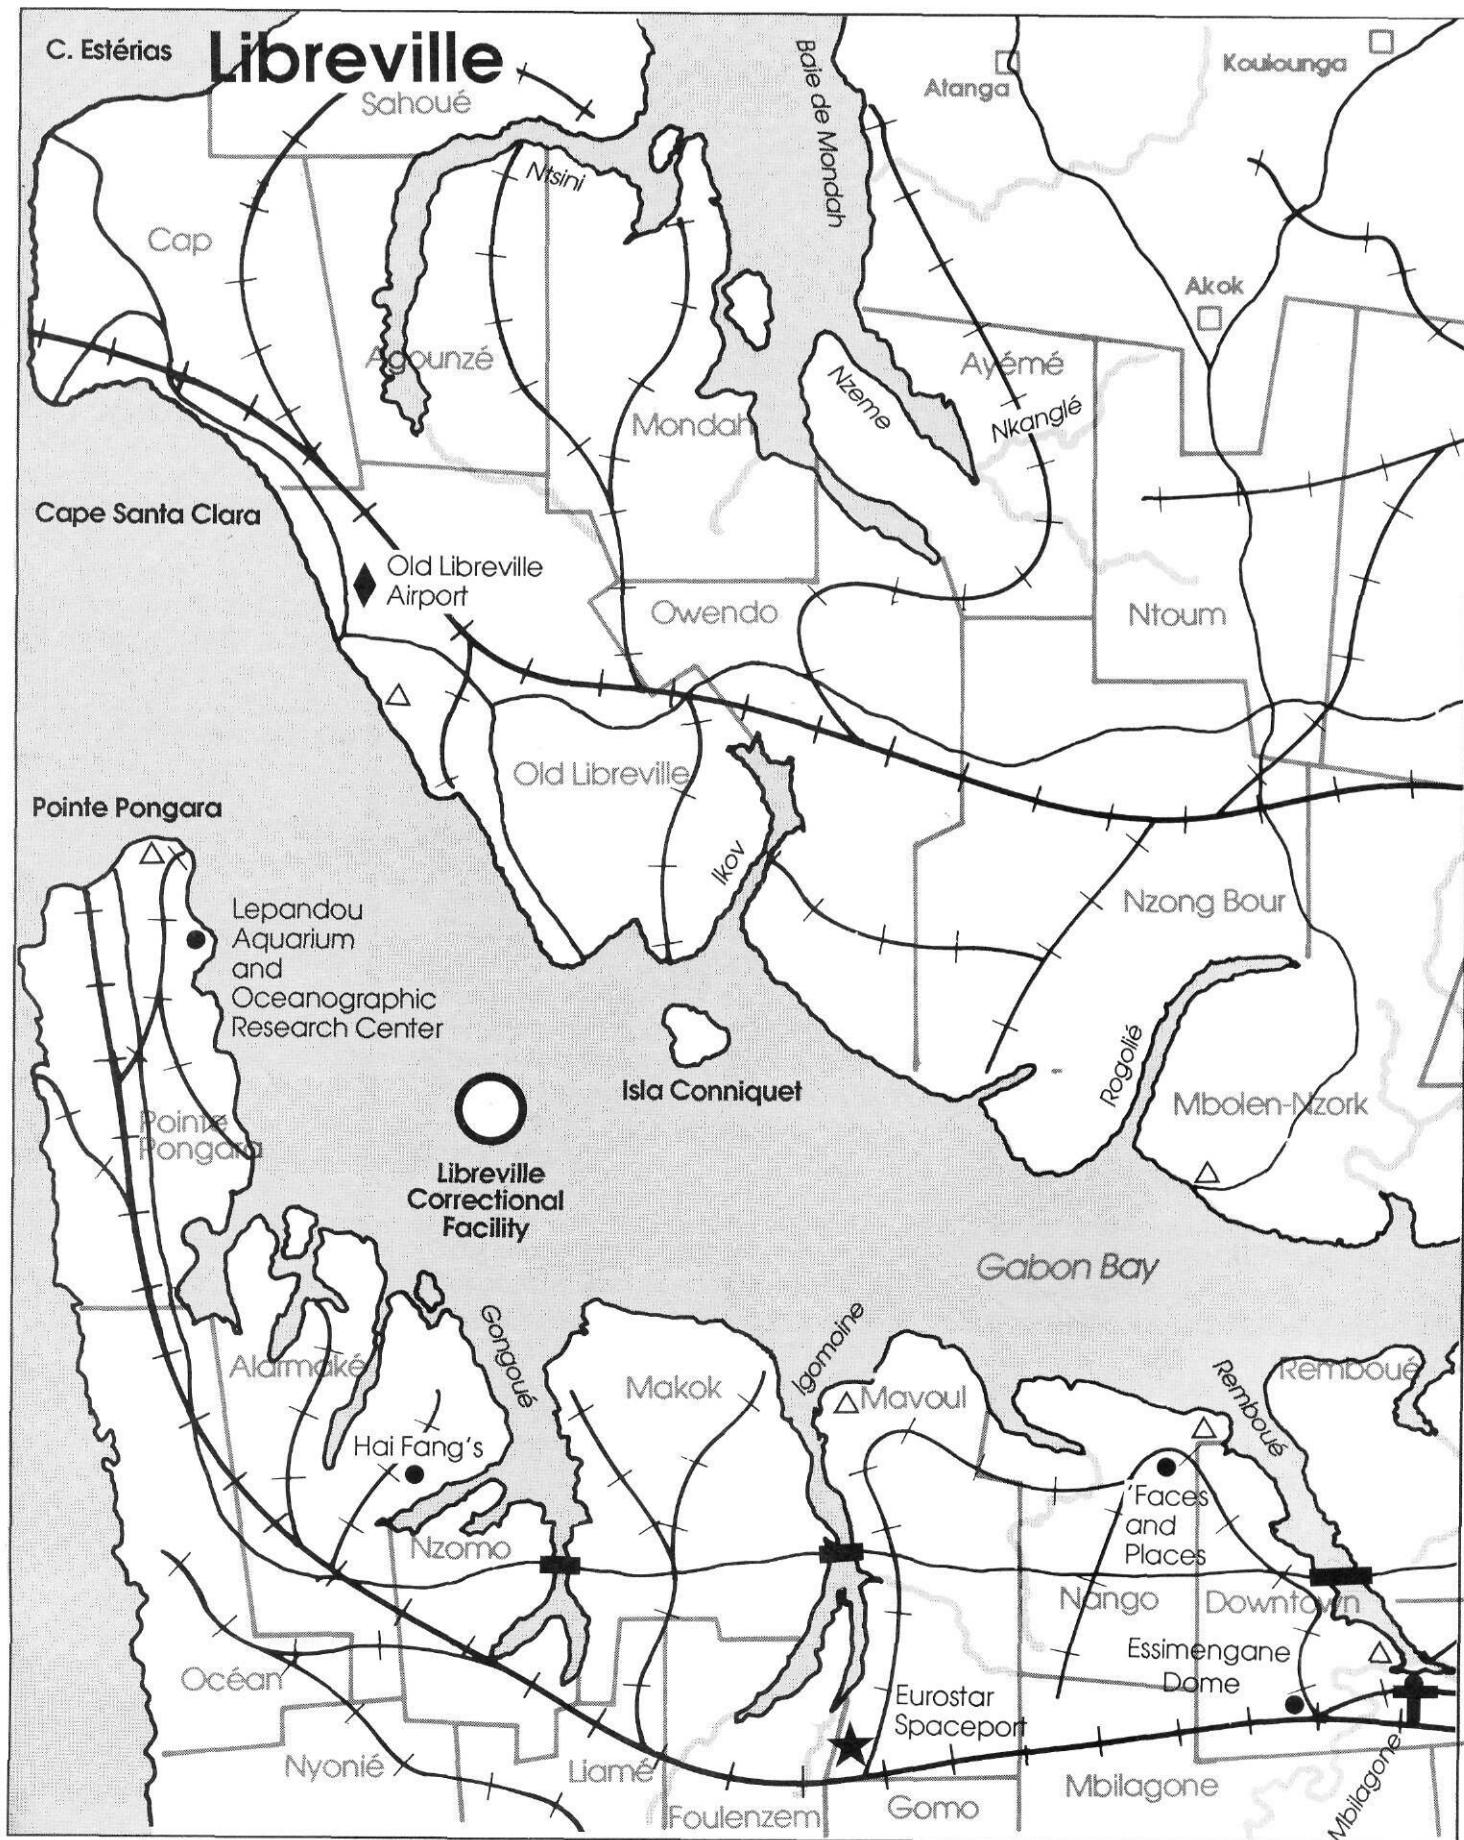 C. Estérias
Libreville
Sahoué
Baie de Mondah
Atanga
Koulounga
Ntsini
Cap
Akok
Agounzé
Ayémé
Nzeme
Nkanglé
Mondah
Cape Santa Clara
Old Libreville
Airport
Owendo
Ntoum
Old Libreville
Pointe Pongara
Ikov
Nzong Bour
Lepandou
Aquarium
and
Oceanographic
Research Center
Rogolié
Isla Conniquet
Mbolen-Nzork
Pointe
Pongara
Libreville
Correctional
Facility
Gabon Bay
Gongoué
Igomoine
Alarmaké
Makok
Mavoul
Remboué
Remboué
Hai Fang's
'Faces
and
Places
Nzomo
Nango
Downtown
Essimengane
Dome
Océan
Eurostar
Spaceport
Nyonié
Liamé
Mbilagone
Mbilagone
Foulenzem
Gomo